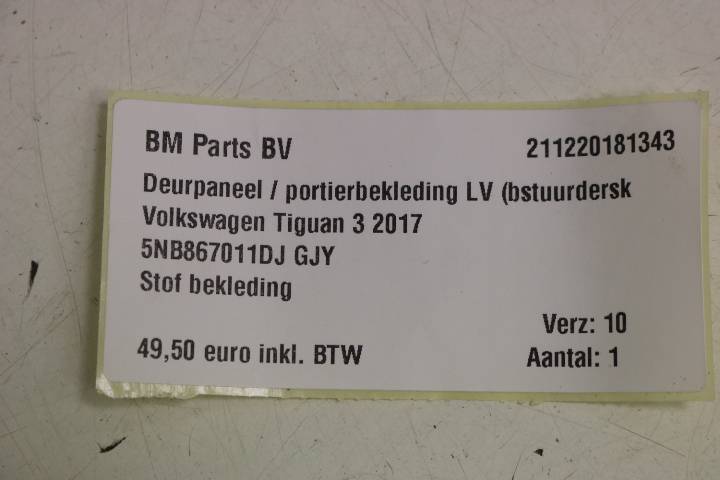 BM Parts BV 211220181343
Deurpaneel / portierbekleding LV (bstuurdersk
Volkswagen Tiguan 3 2017
5NB867011DJ GJY
Stof bekleding
Verz: 10
49,50 euro inkl. BTW Aantal: 1